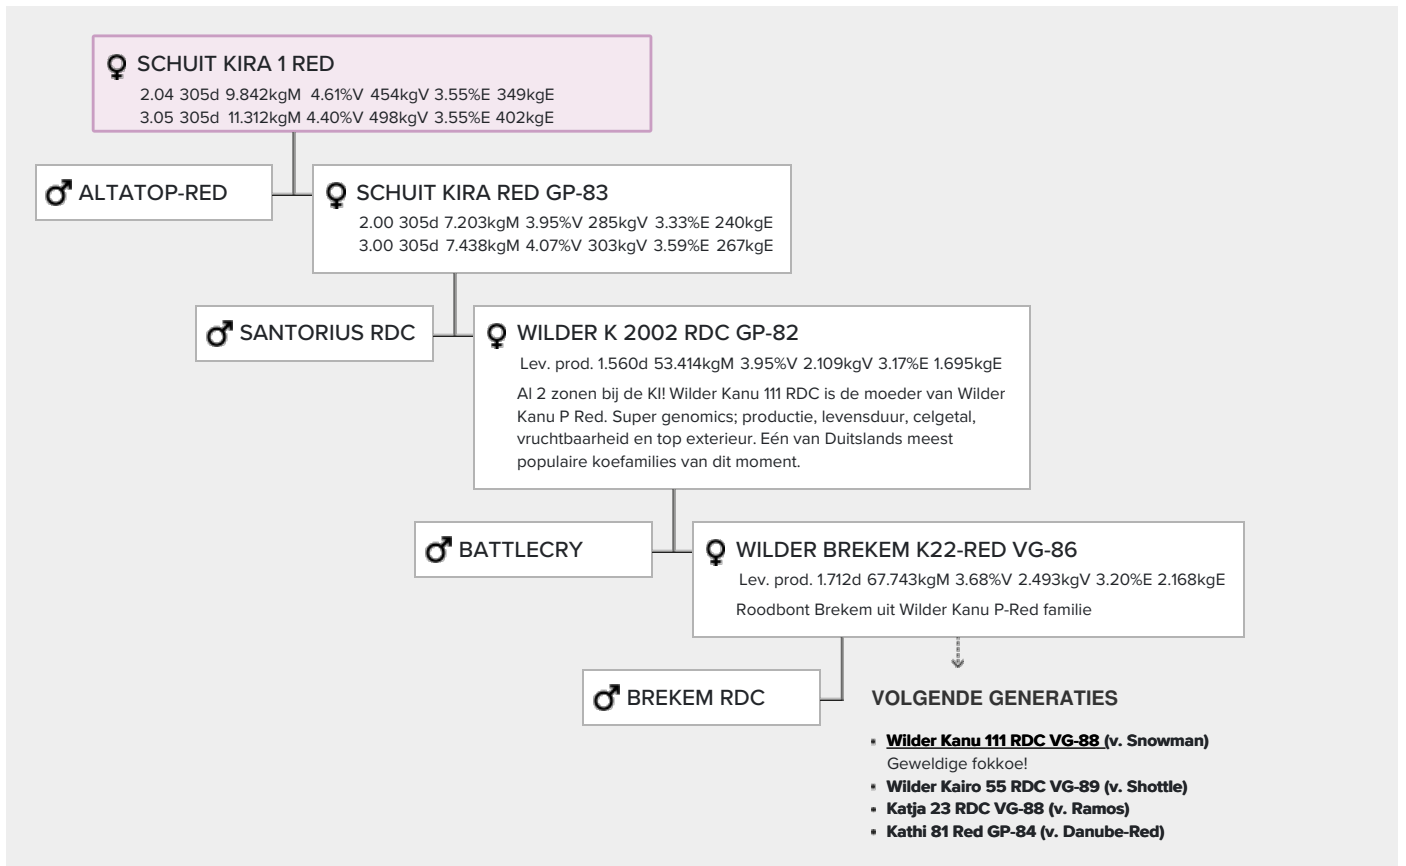 SCHUIT KIRA 1 RED
2.04 305d 9.842kgM 4.61%V 454kgV 3.55%E 349kgE
3.05 305d 11.312kgM 4.40%V 498kgV 3.55%E 402kgE
ALTATOP-RED
SCHUIT KIRA RED GP-83
2.00 305d 7.203kgM 3.95%V 285kgV 3.33%E 240kgE
3.00 305d 7.438kgM 4.07%V 303kgV 3.59%E 267kgE
SANTORIUS RDC
WILDER K 2002 RDC GP-82
Lev. prod. 1.560d 53.414kgM 3.95%V 2.109kgV 3.17%E 1.695kgE
Al 2 zonen bij de KI! Wilder Kanu 111 RDC is de moeder van Wilder
Kanu P Red. Super genomics; productie, levensduur, celgetal,
vruchtbaarheid en top exterieur. Eén van Duitslands meest
populaire koefamilies van dit moment.
BATTLECRY
WILDER BREKEM K22-RED VG-86
Lev. prod. 1.712d 67.743kgM 3.68%V 2.493kgV 3.20%E 2.168kgE
Roodbont Brekem uit Wilder Kanu P-Red familie
BREKEM RDC
VOLGENDE GENERATIES
• Wilder Kanu 111 RDC VG-88 (v. Snowman)
Geweldige fokkoe!
• Wilder Kairo 55 RDC VG-89 (v. Shottle)
• Katja 23 RDC VG-88 (v. Ramos)
• Kathi 81 Red GP-84 (v. Danube-Red)